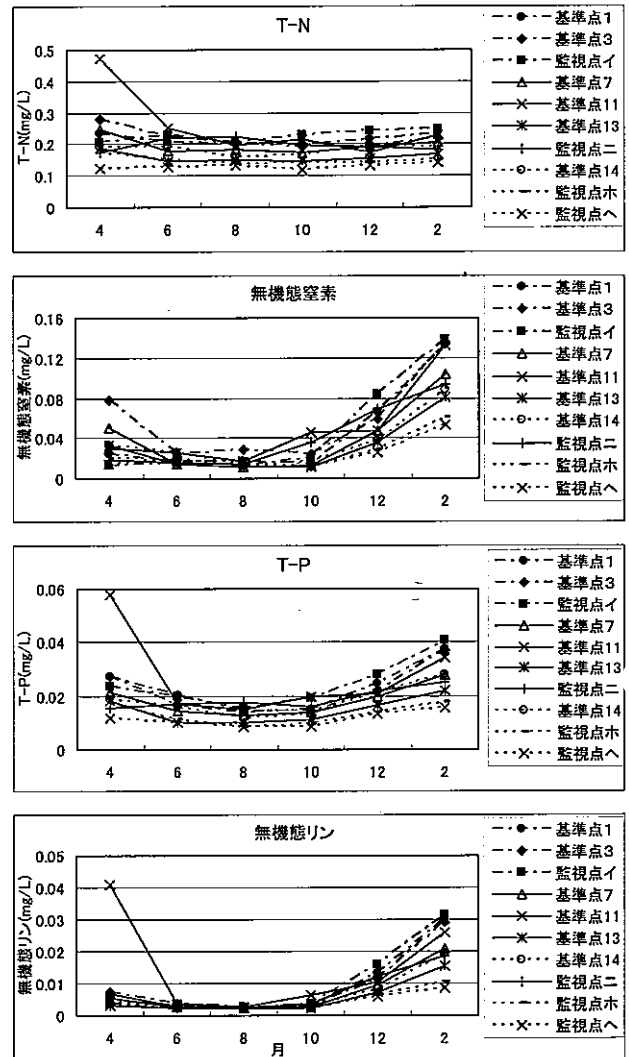 T-N
T-N(mg/L)
0.5
0.4
0.3
0.2
0.1
0
4 6 8 10 12 2
基準点1
基準点3
監視点イ
基準点7
基準点11
基準点13
監視点ニ
基準点14
監視点ホ
監視点ヘ
無機態窒素
無機態窒素(mg/L)
0.16
0.12
0.08
0.04
0
4 6 8 10 12 2
基準点1
基準点3
監視点イ
基準点7
基準点11
基準点13
基準点14
監視点ニ
監視点ホ
監視点ヘ
T-P
T-P(mg/L)
0.06
0.04
0.02
0
4 6 8 10 12 2
基準点1
基準点3
監視点イ
基準点7
基準点11
基準点13
監視点ニ
基準点14
監視点ホ
監視点ヘ
無機態リン
無機態リン(mg/L)
0.05
0.04
0.03
0.02
0.01
0
4 6 8 10 12 2
月
基準点1
基準点3
監視点イ
基準点7
基準点11
基準点13
基準点14
監視点ニ
監視点ホ
監視点ヘ